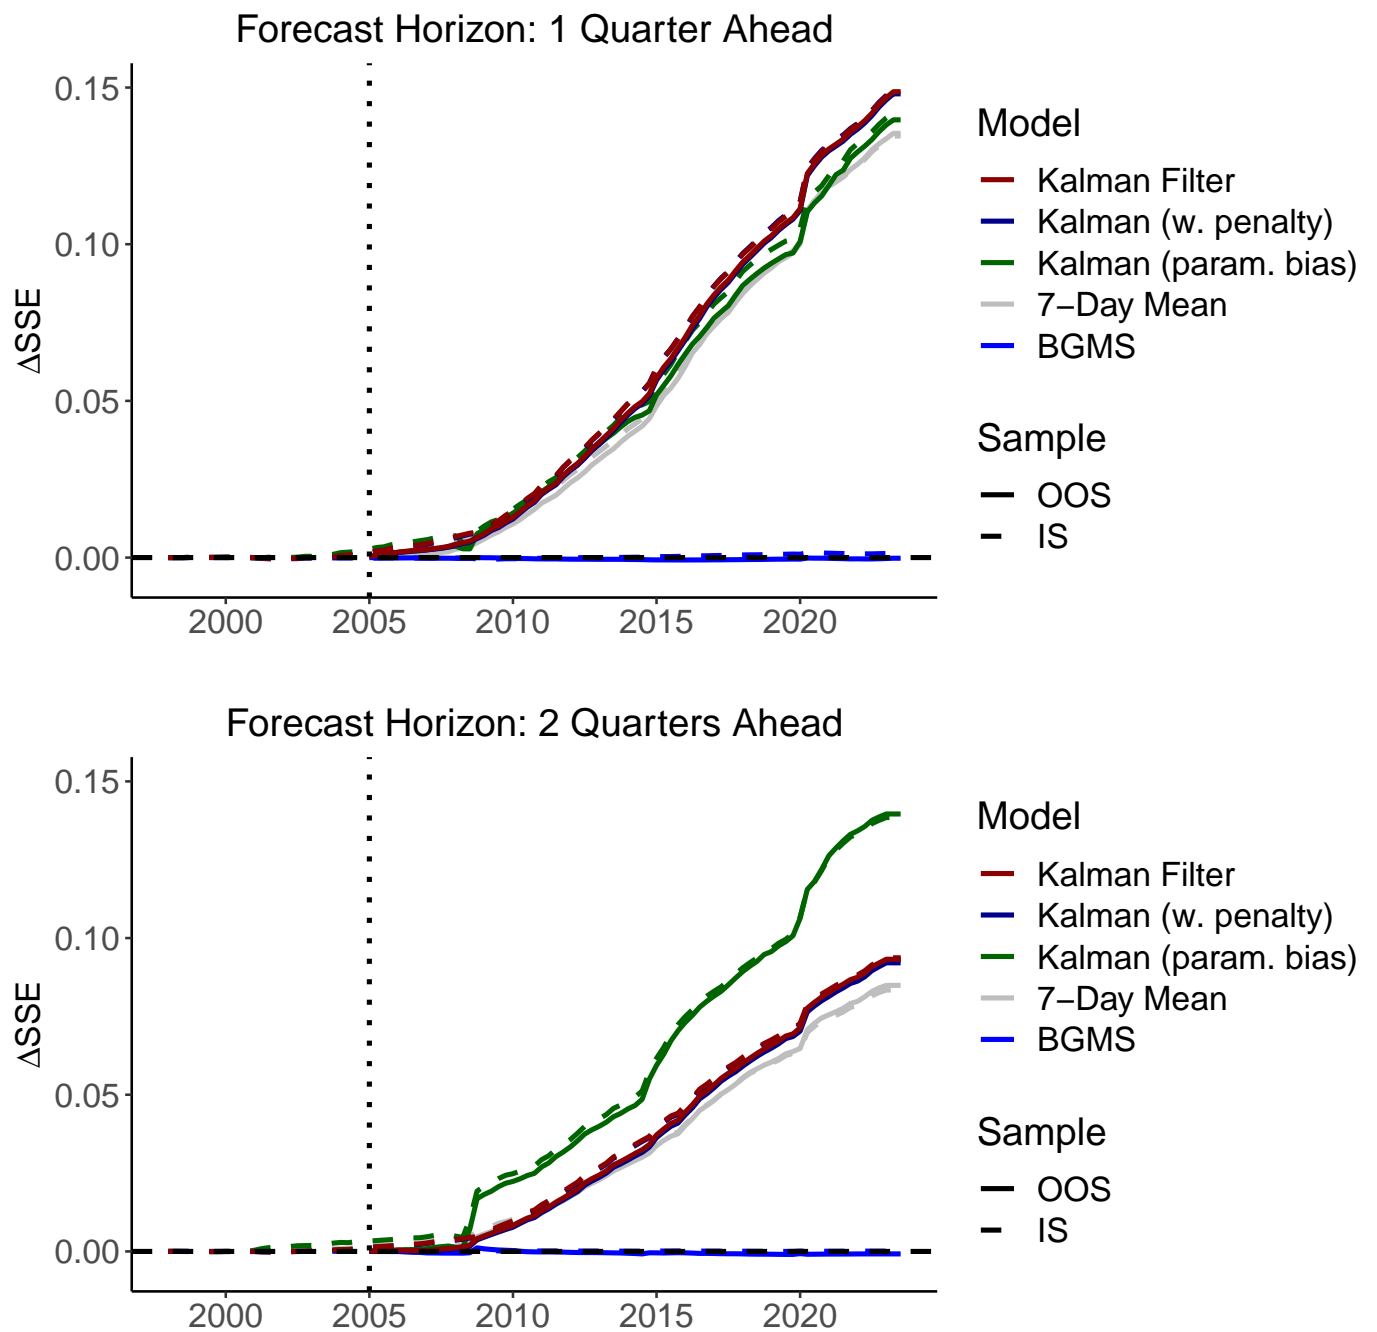 Forecast Horizon: 1 Quarter Ahead
0.15
0.10
0.05
0.00
ΔSSE
2000 2005 2010 2015 2020
Model
Kalman Filter
Kalman (w. penalty)
Kalman (param. bias)
7−Day Mean
BGMS
Sample
OOS
IS
Forecast Horizon: 2 Quarters Ahead
0.15
0.10
0.05
0.00
ΔSSE
2000 2005 2010 2015 2020
Model
Kalman Filter
Kalman (w. penalty)
Kalman (param. bias)
7−Day Mean
BGMS
Sample
OOS
IS